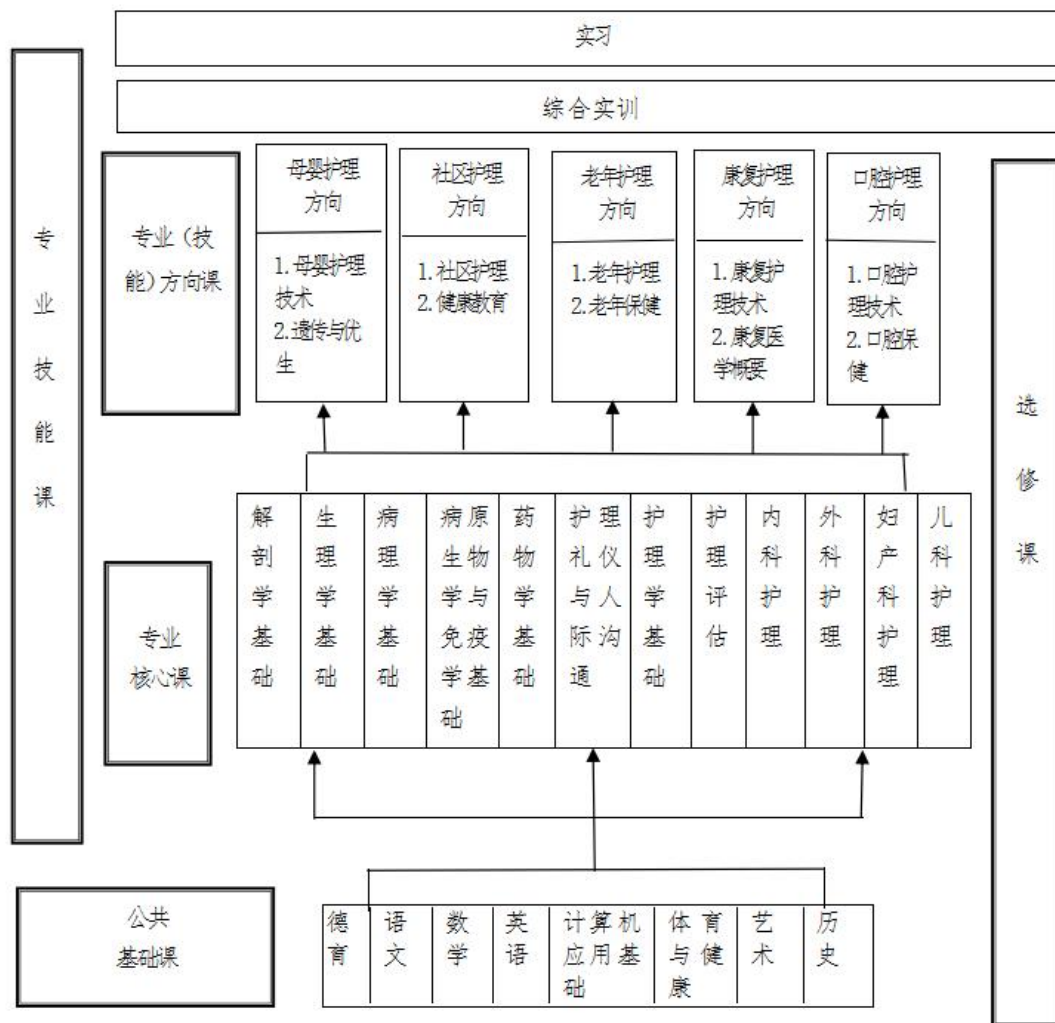 实习
综合实训
专业技能课
专业（技
能）方向课
母婴护理
方向
1.母婴护理
技术
2.遗传与优
生
社区护理
方向
1.社区护理
2.健康教育
老年护理
方向
1.老年护理
2.老年保健
康复护理
方向
1.康复护
理技术
2.康复医
学概要
口腔护理
方向
1.口腔护
理技术
2.口腔保
健
选修课
专业
核心课
解剖学基础
生理学基础
病理学基础
病原
生物
学与
免疫
学基
础
药物学基础
护理
礼仪
与人
际沟
通
护理学基础
护理评估
内科护理
外科护理
妇产科护理
儿科护理
公共
基础课
德育
语文
数学
英语
计算机
应用基
础
体育
与健
康
艺术
历史